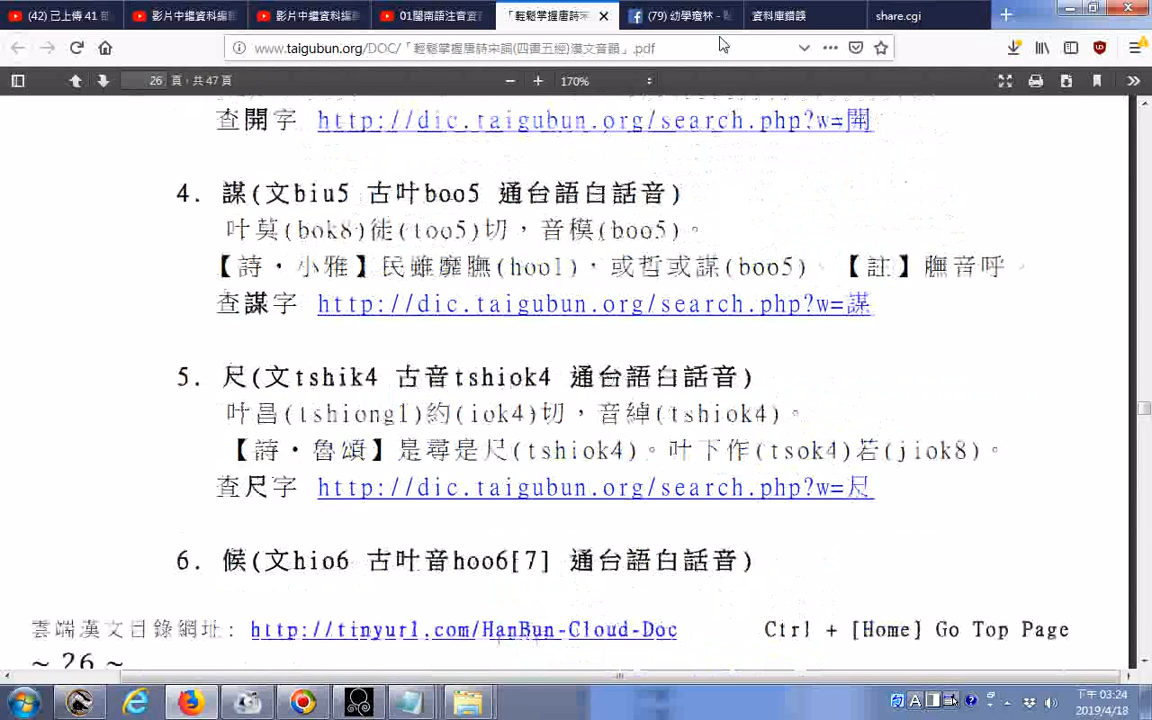 (42) 已上傳 41 部
影片中繼資料編輯
影片中繼資料編輯
01閩南語注音
「輕鬆掌握唐詩宋
(79) 幼學瓊林 -
資料庫錯誤
share.cgi
www.taigubun.org/DOC/「輕鬆掌握唐詩宋詞(四書五經)漢文音韻」.pdf
26 頁，共 47 頁
170%
查開字 http://dic.taigubun.org/search.php?w=開
4. 謀(文biu5 古叶boo5 通台語白話音)
叶莫(bok8)徒(too5)切，音模(boo5)。
【詩・小雅】民雖靡膴(hoo1)，或哲或謀(boo5) 、【註】膴音呼
查謀字 http://dic.taigubun.org/search.php?w=謀
5. 尺(文tshik4 古音tshiok4 通台語白話音)
叶昌(tshiong1)約(iok4)切，音綽(tshiok4)。
【詩・魯頌】是尋是尺(tshiok4)。叶下作(tsok4)若(jiok8)。
查尺字 http://dic.taigubun.org/search.php?w=尺
6. 候(文hio6 古叶音hoo6[7] 通台語白話音)
雲端漢文目錄網址: http://tinyurl.com/HanBun-Cloud-Doc Ctrl + [Home] Go Top Page
~ 26 ~
下午 03:24
2019/4/18